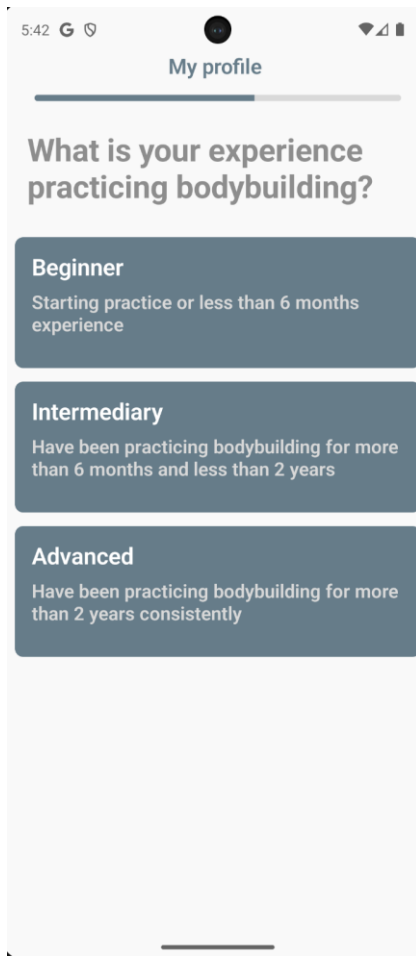 5:42 G
My profile
What is your experience
practicing bodybuilding?
Beginner
Starting practice or less than 6 months
experience
Intermediary
Have been practicing bodybuilding for more
than 6 months and less than 2 years
Advanced
Have been practicing bodybuilding for more
than 2 years consistently